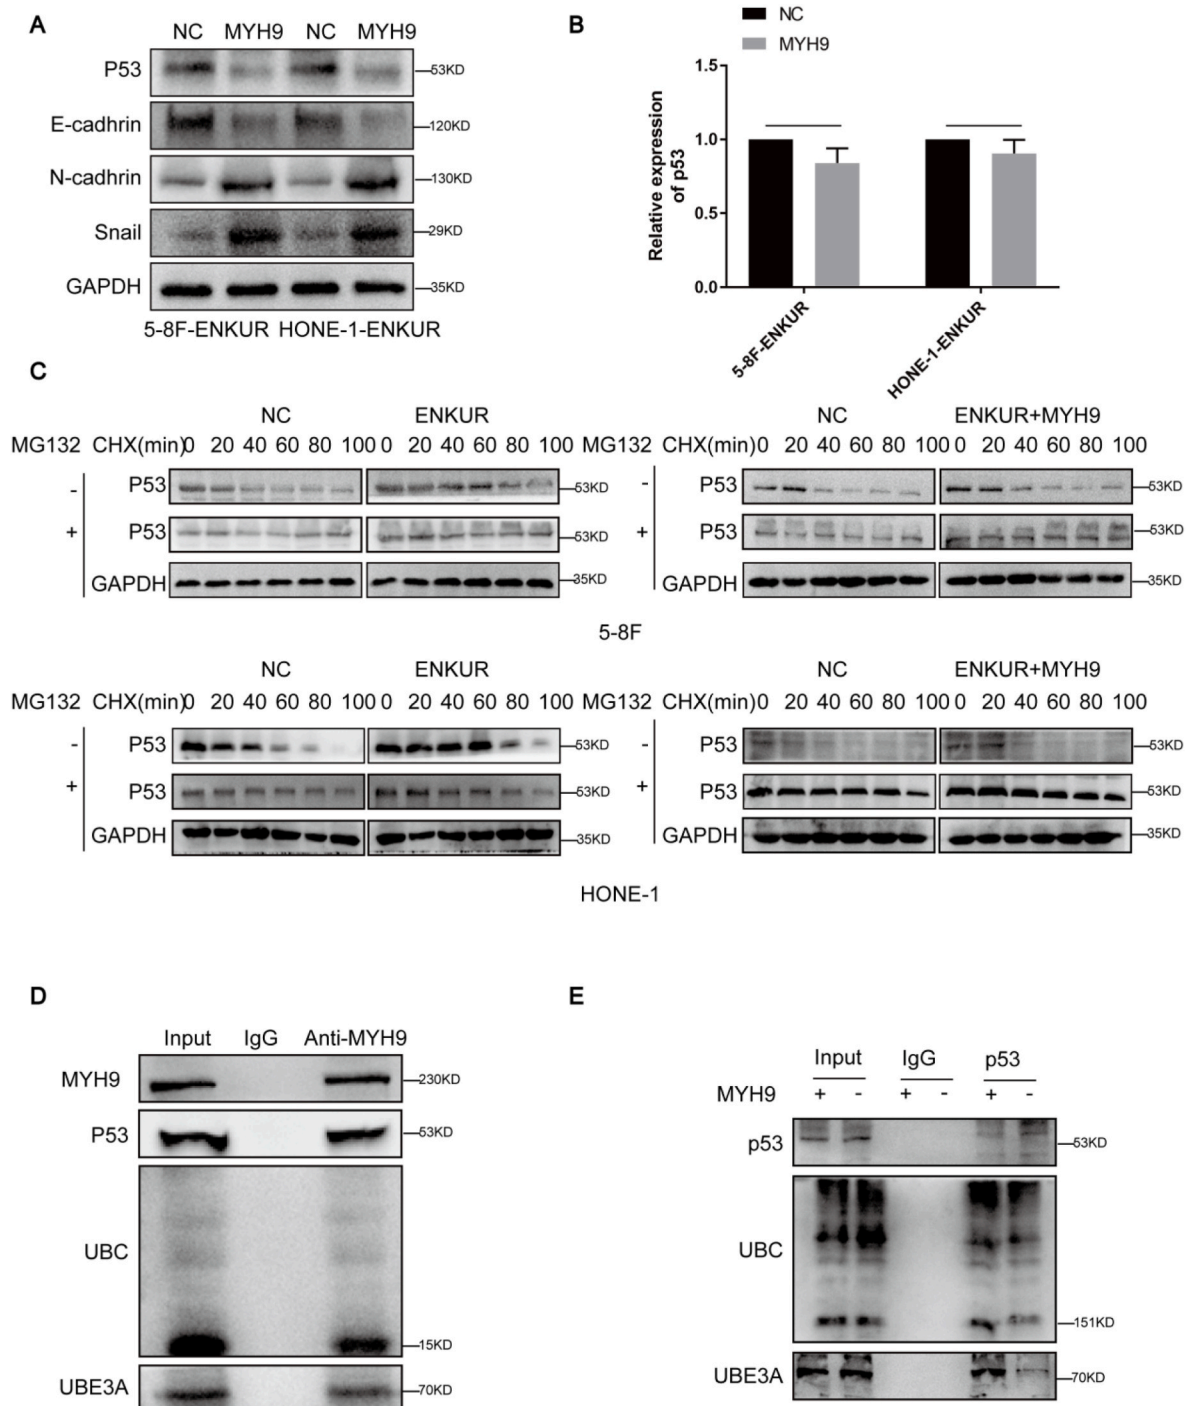 A
NC MYH9 NC MYH9
P53 53KD
E-cadhrin 120KD
N-cadhrin 130KD
Snail 29KD
GAPDH 35KD
5-8F-ENKUR HONE-1-ENKUR
B
NC
MYH9
Relative expression
of p53
1.5
1.0
0.5
0.0
5-8F-ENKUR
HONE-1-ENKUR
C
NC ENKUR
MG132 CHX(min)0 20 40 60 80 100 0 20 40 60 80 100
- P53 53KD
+ P53 53KD
GAPDH 35KD
NC ENKUR+MYH9
MG132 CHX(min)0 20 40 60 80 100 0 20 40 60 80 100
- P53 53KD
+ P53 53KD
GAPDH 35KD
5-8F
NC ENKUR
MG132 CHX(min)0 20 40 60 80 100 0 20 40 60 80 100
- P53 53KD
+ P53 53KD
GAPDH 35KD
NC ENKUR+MYH9
MG132 CHX(min)0 20 40 60 80 100 0 20 40 60 80 100
- P53 53KD
+ P53 53KD
GAPDH 35KD
HONE-1
D
Input IgG Anti-MYH9
MYH9 230KD
P53 53KD
UBC 15KD
UBE3A 70KD
E
Input IgG p53
MYH9 + - + - + -
p53 53KD
UBC 151KD
UBE3A 70KD